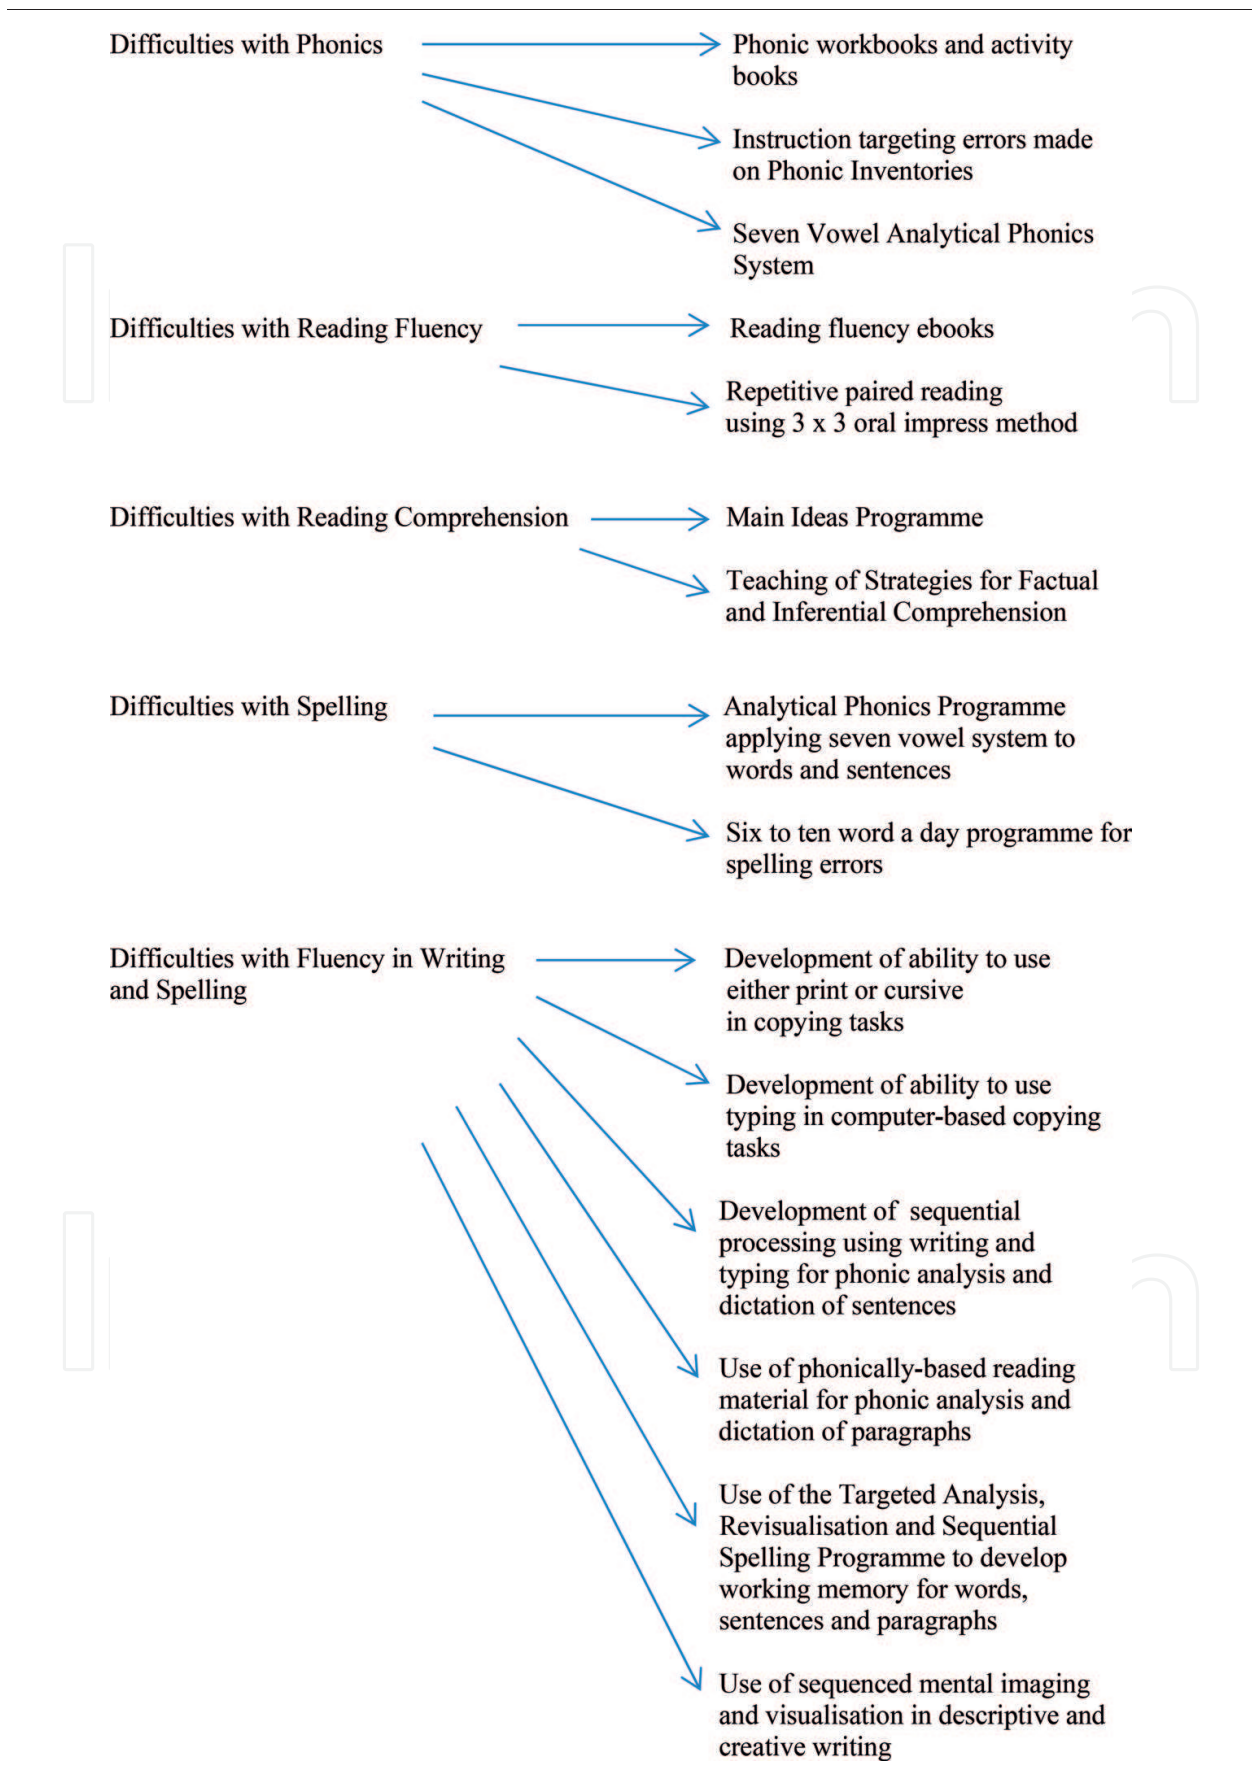 Difficulties with Phonics
Phonic workbooks and activity
books
Instruction targeting errors made
on Phonic Inventories
Seven Vowel Analytical Phonics
System
Difficulties with Reading Fluency
Reading fluency ebooks
Repetitive paired reading
using 3 x 3 oral impress method
Difficulties with Reading Comprehension
Main Ideas Programme
Teaching of Strategies for Factual
and Inferential Comprehension
Difficulties with Spelling
Analytical Phonics Programme
applying seven vowel system to
words and sentences
Six to ten word a day programme for
spelling errors
Difficulties with Fluency in Writing
and Spelling
Development of ability to use
either print or cursive
in copying tasks
Development of ability to use
typing in computer-based copying
tasks
Development of sequential
processing using writing and
typing for phonic analysis and
dictation of sentences
Use of phonically-based reading
material for phonic analysis and
dictation of paragraphs
Use of the Targeted Analysis,
Revisualisation and Sequential
Spelling Programme to develop
working memory for words,
sentences and paragraphs
Use of sequenced mental imaging
and visualisation in descriptive and
creative writing